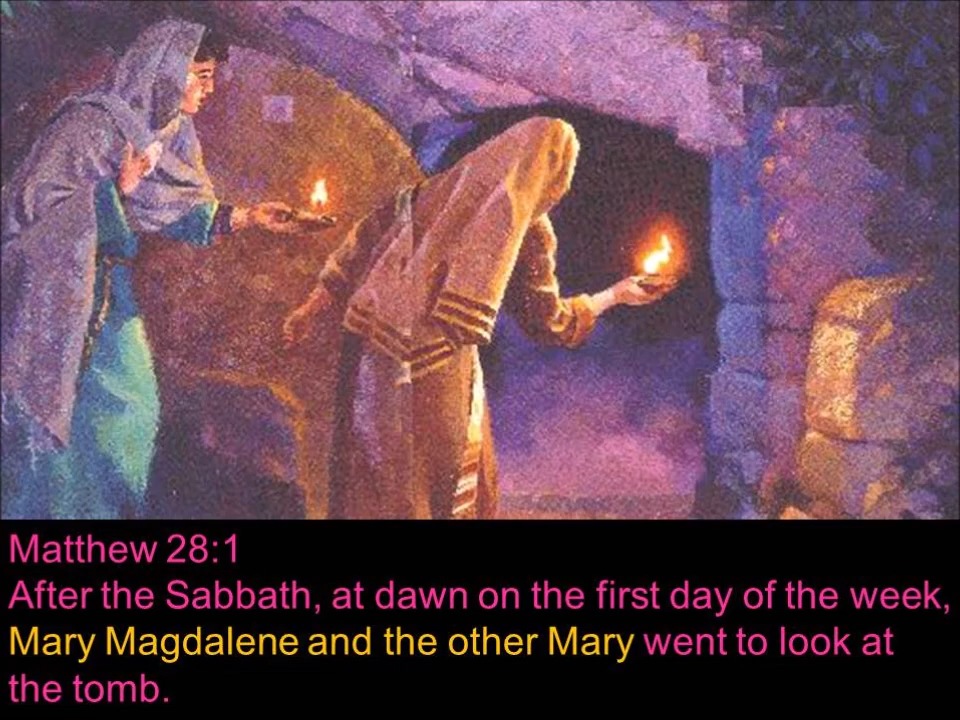 Matthew 28:1
After the Sabbath, at dawn on the first day of the week,
Mary Magdalene and the other Mary went to look at
the tomb.